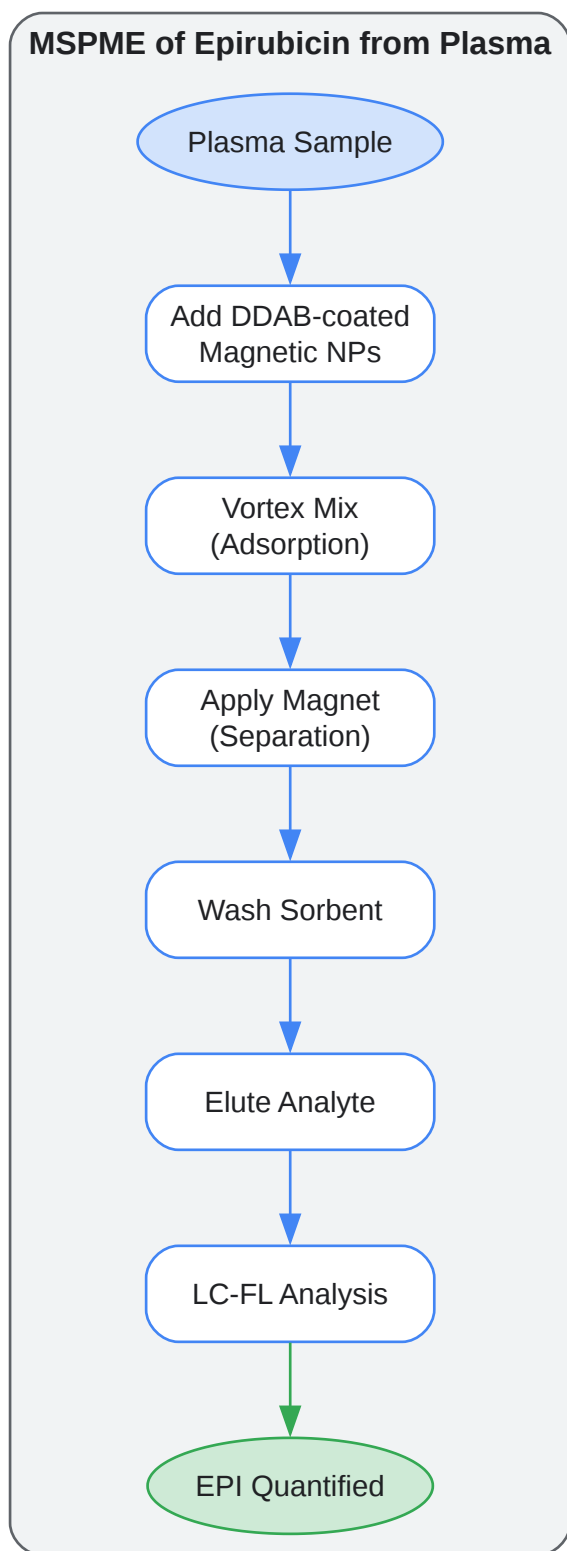 MSPME of Epirubicin from Plasma
Plasma Sample
Add DDAB-coated
Magnetic NPs
Vortex Mix
(Adsorption)
Apply Magnet
(Separation)
Wash Sorbent
Elute Analyte
LC-FL Analysis
EPI Quantified